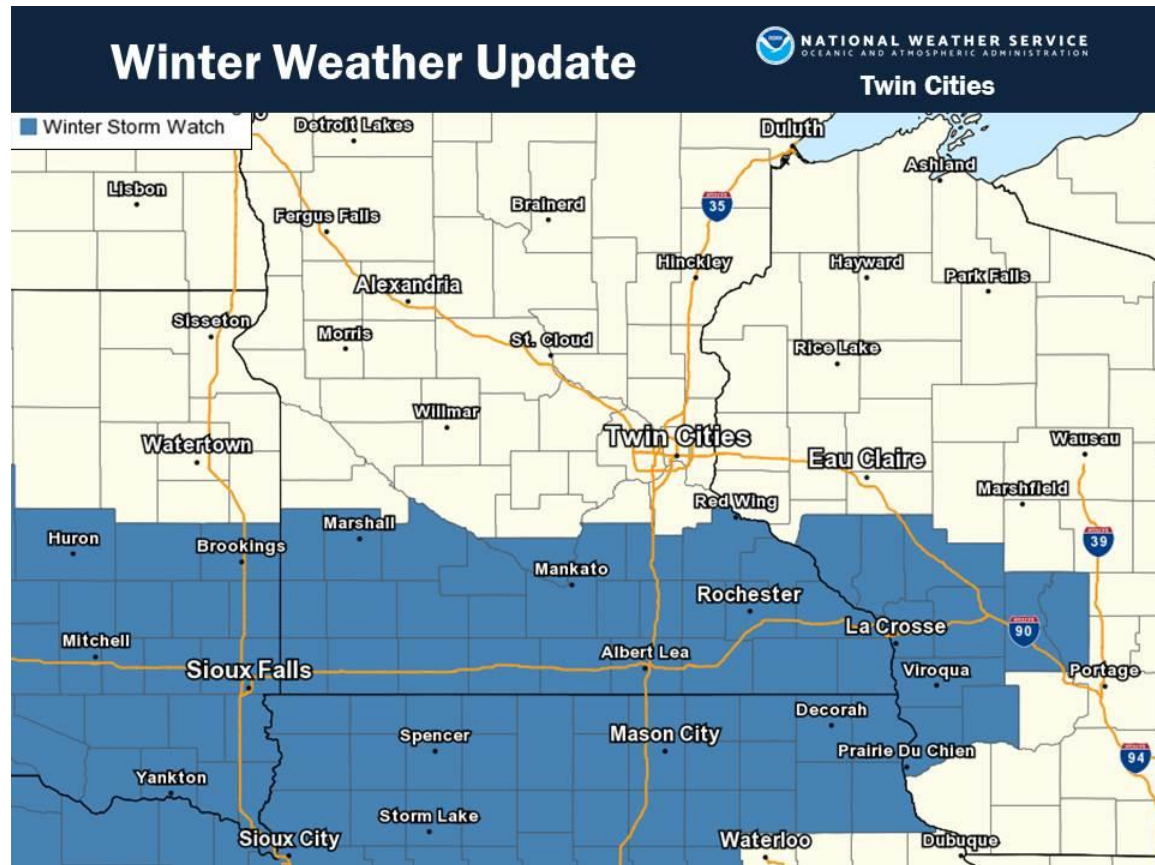 Winter Weather Update
NATIONAL WEATHER SERVICE
OCEANIC AND ATMOSPHERIC ADMINISTRATION
Twin Cities
Winter Storm Watch
Detroit Lakes
Duluth
Ashland
Lisbon
Fergus Falls
Brainerd
35
Hinckley
Hayward
Park Falls
Alexandria
Sisseton
Morris
St. Cloud
Rice Lake
Willmar
Twin Cities
Watertown
Eau Claire
Wausau
Marshfield
Red Wing
Huron
Brookings
Marshall
39
Mankato
Rochester
La Crosse
90
Mitchell
Sioux Falls
Albert Lea
Viroqua
Portage
Spencer
Mason City
Decorah
Prairie Du Chien
94
Yankton
Storm Lake
Sioux City
Waterloo
Dubuque